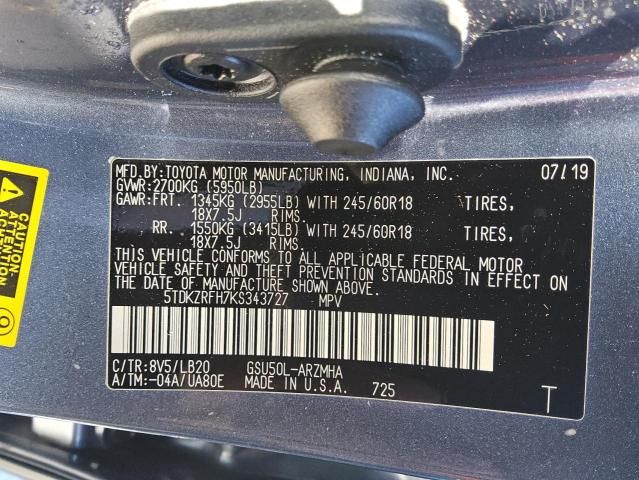 MFD.BY:TOYOTA MOTOR MANUFACTURING, INDIANA, INC. 07/19
GVWR:2700KG (5950LB)
GAWR:FRT. 1345KG (2955LB) WITH 245/60R18 TIRES,
18X7.5J RIMS.
RR. 1550KG (3415LB) WITH 245/60R18 TIRES,
18X7.5J RIMS.
THIS VEHICLE CONFORMS TO ALL APPLICABLE FEDERAL MOTOR
VEHICLE SAFETY AND THEFT PREVENTION STANDARDS IN EFFECT ON
THE DATE OF MANUFACTURE SHOWN ABOVE.
5TDKZRFH7KS343727 MPV
C/TR:8V5/LB20 GSU50L-ARZMHA
A/TM:-04A/UA80E MADE IN U.S.A. 725
T
CAUTION
ATTENTION